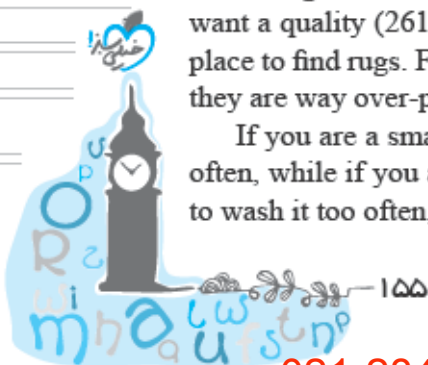 want a quality (261
place to find rugs. F
they are way over-p
If you are a sma
often, while if you a
to wash it too often,
۱۵۵